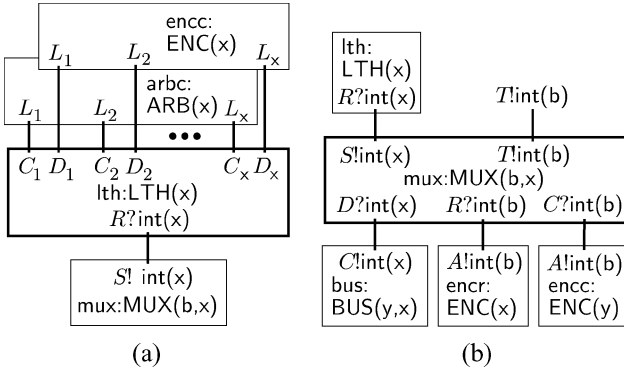 encc:
ENC(x)
L₁ L₂ Lₓ
arbc:
ARB(x)
L₁ L₂ Lₓ
•••
C₁ D₁ C₂ D₂ Cₓ Dₓ
lth:LTH(x)
R?int(x)
S! int(x)
mux:MUX(b,x)
(a)
lth:
LTH(x)
R?int(x)
T!int(b)
S!int(x) T!int(b)
mux:MUX(b,x)
D?int(x) R?int(b) C?int(b)
C!int(x)
bus:
BUS(y,x)
A!int(b)
encr:
ENC(x)
A!int(b)
encc:
ENC(y)
(b)